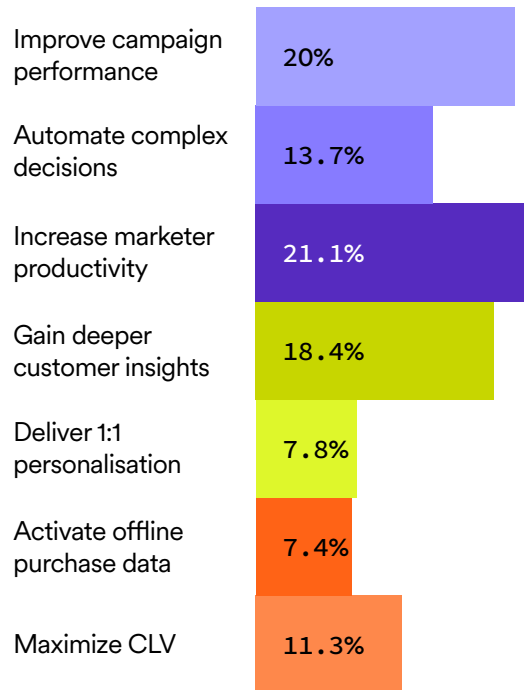 Improve campaign
performance
20%
Automate complex
decisions
13.7%
Increase marketer
productivity
21.1%
Gain deeper
customer insights
18.4%
Deliver 1:1
personalisation
7.8%
Activate offline
purchase data
7.4%
Maximize CLV
11.3%